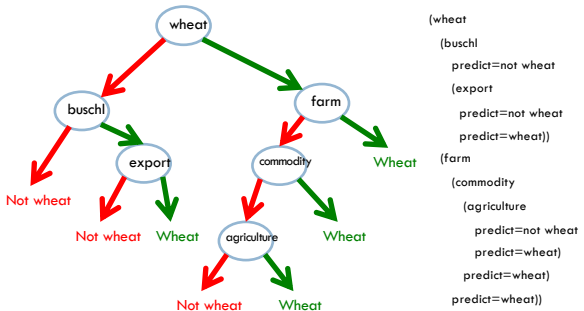 wheat
buschl
farm
export
commodity
Wheat
Not wheat
Not wheat
Wheat
agriculture
Wheat
Not wheat
Wheat
(wheat
(buschl
predict=not wheat
(export
predict=not wheat
predict=wheat))
(farm
(commodity
(agriculture
predict=not wheat
predict=wheat)
predict=wheat)
predict=wheat))